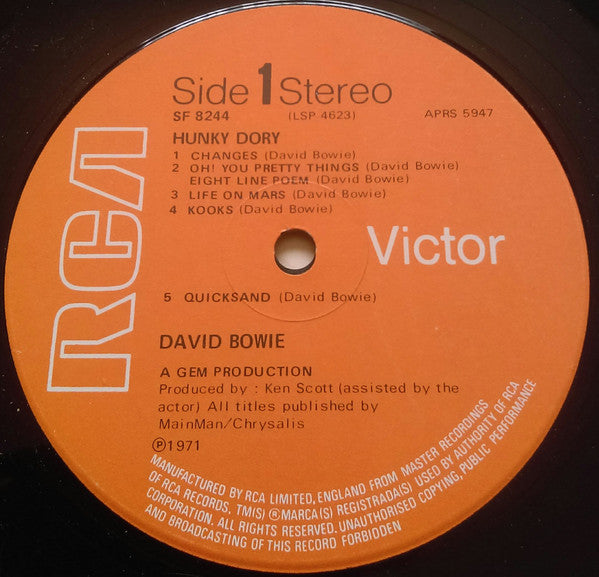 RCA
Side 1 Stereo
SF 8244 (LSP 4623) APRS 5947
HUNKY DORY
1 CHANGES (David Bowie)
2 OH! YOU PRETTY THINGS (David Bowie)
EIGHT LINE POEM (David Bowie)
3 LIFE ON MARS (David Bowie)
4 KOOKS (David Bowie)
Victor
5 QUICKSAND (David Bowie)
DAVID BOWIE
A GEM PRODUCTION
Produced by : Ken Scott (assisted by the
actor) All titles published by
MainMan/Chrysalis
℗1971
MANUFACTURED BY RCA LIMITED, ENGLAND FROM MASTER RECORDINGS
OF RCA RECORDS. TM(S) ® MARCA(S) REGISTRADA(S) USED BY AUTHORITY OF RCA
CORPORATION. ALL RIGHTS RESERVED. UNAUTHORISED COPYING, PUBLIC PERFORMANCE
AND BROADCASTING OF THIS RECORD FORBIDDEN